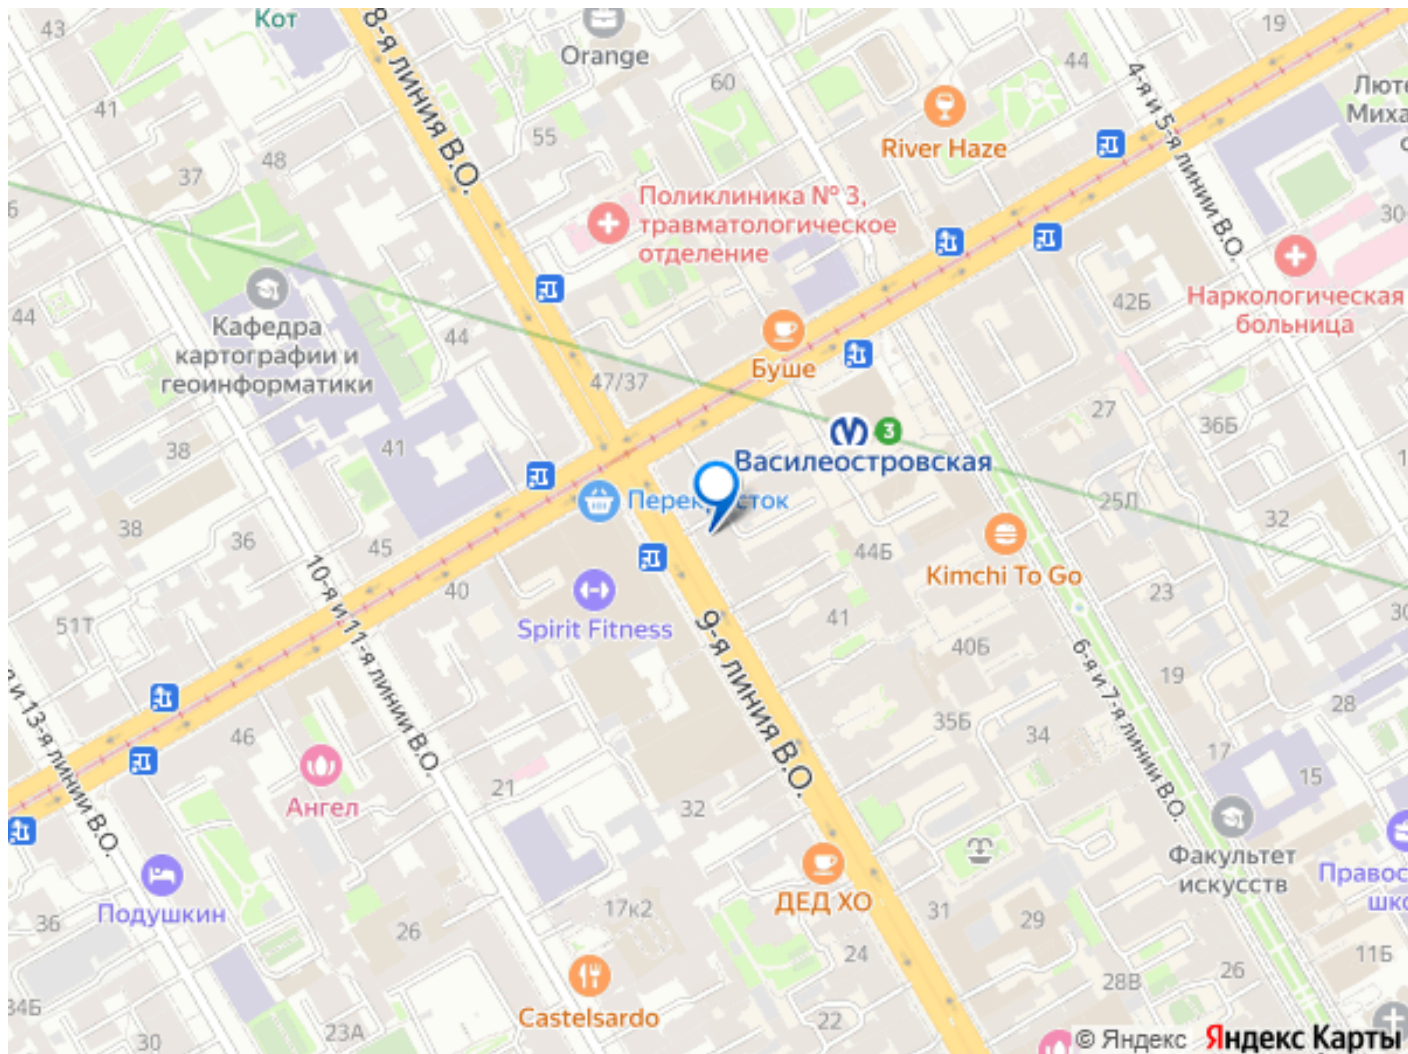 43
Кот
8-я линия В.О.
Orange
19
44
60
4-я и 5-я линии В.О.
41
55
River Haze
48
37
Поликлиника № 3,
травматологическое
отделение
30
Наркологическая
больница
42Б
44
Кафедра
картографии и
геоинформатики
44
47/37
Буше
27
36Б
41
38
Василеостровская
3
25Л
32
Перекресток
38
36
45
44Б
Kimchi To Go
23
40
10-я и 11-я линии В.О.
Spirit Fitness
41
51Т
9-я линия В.О.
40Б
6-я и 7-я линии В.О.
19
28
и 13-я линии В.О.
46
35Б
34
17
15
21
Ангел
32
Факультет
искусств
Подушкин
ДЕД ХО
36
26
17к2
31
29
24
11Б
34Б
28В
26
Castelsardo
22
23А
30
© Яндекс Яндекс Карты